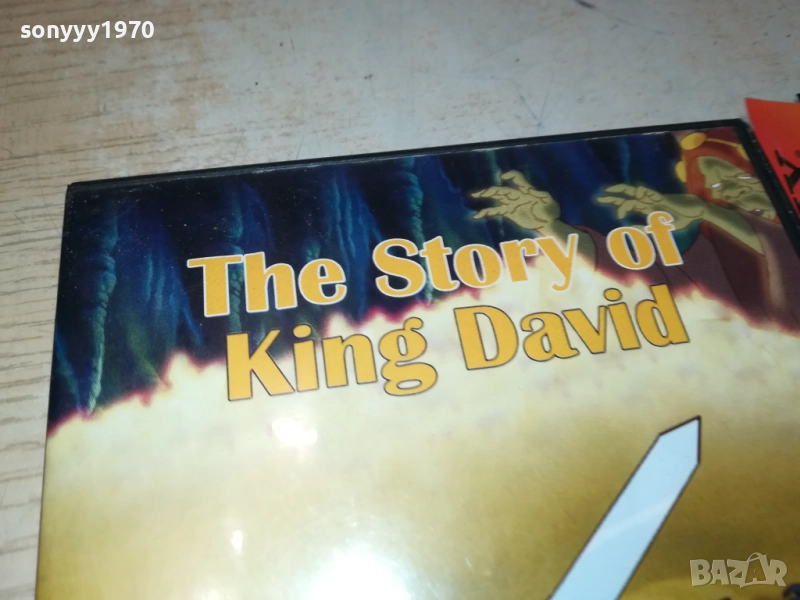 sonyyy1970
The Story of
King David
BAZAR